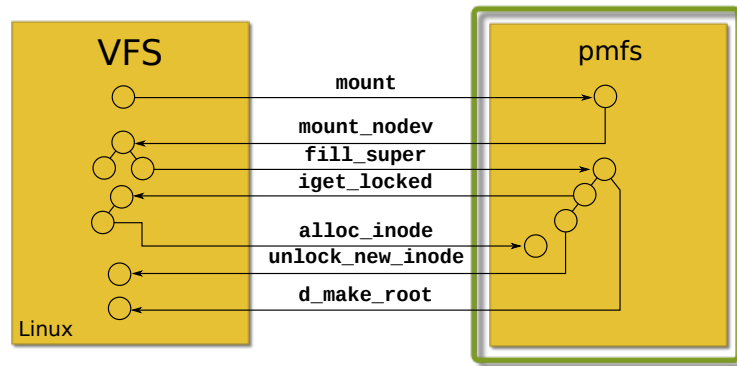 VFS
pmfs
mount
mount_nodev
fill_super
iget_locked
alloc_inode
unlock_new_inode
d_make_root
Linux